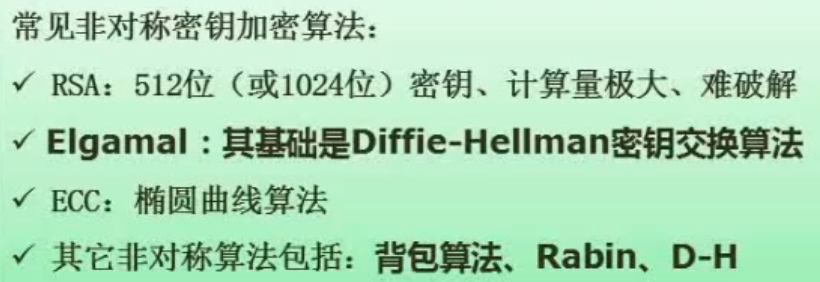 常见非对称密钥加密算法：
✓ RSA：512位（或1024位）密钥、计算量极大、难破解
✓ Elgamal：其基础是Diffie-Hellman密钥交换算法
✓ ECC：椭圆曲线算法
✓ 其它非对称算法包括：背包算法、Rabin、D-H